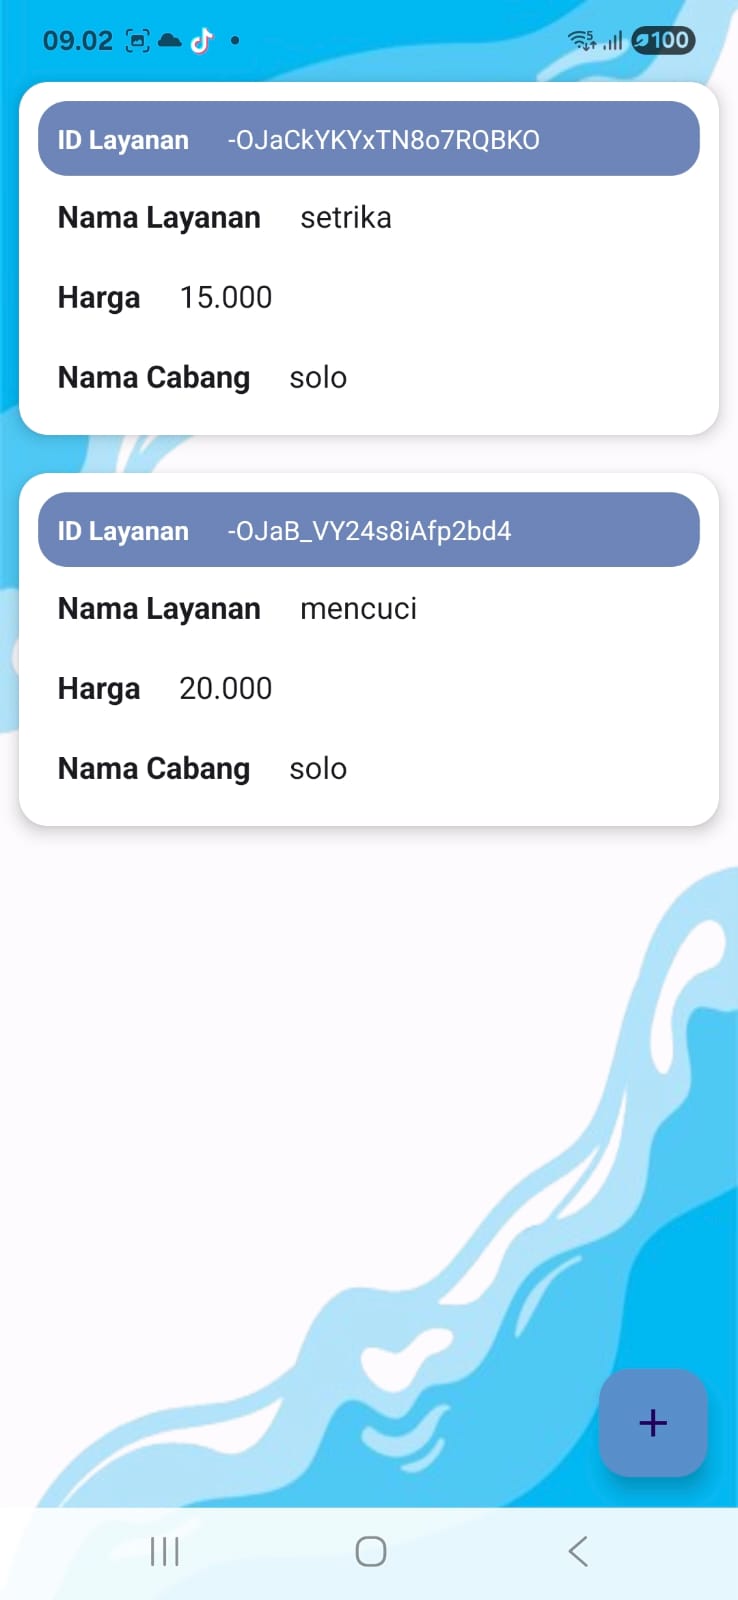 09.02 100
ID Layanan -OJaCkYKYxTN8o7RQBKO
Nama Layanan setrika
Harga 15.000
Nama Cabang solo
ID Layanan -OJaB_VY24s8iAfp2bd4
Nama Layanan mencuci
Harga 20.000
Nama Cabang solo
+